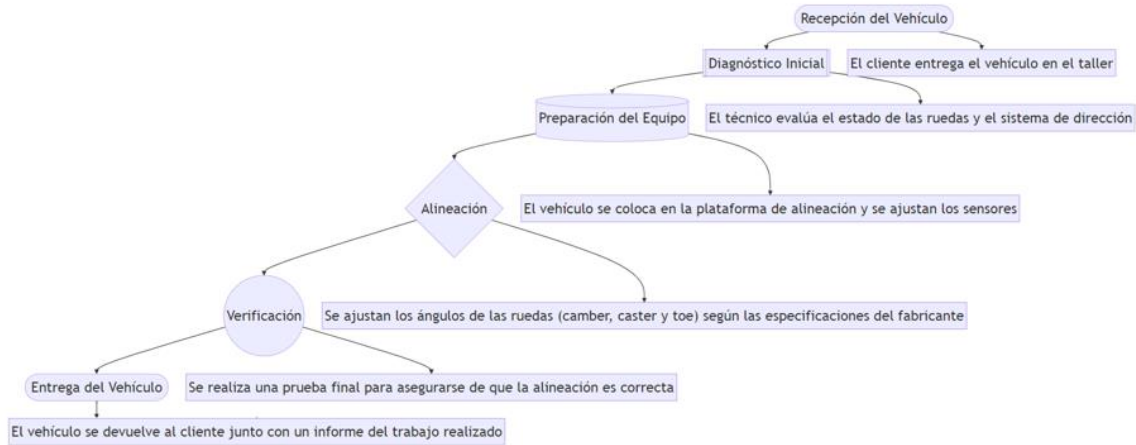 Recepción del Vehículo
Diagnóstico Inicial
El cliente entrega el vehículo en el taller
Preparación del Equipo
El técnico evalúa el estado de las ruedas y el sistema de dirección
Alineación
El vehículo se coloca en la plataforma de alineación y se ajustan los sensores
Verificación
Se ajustan los ángulos de las ruedas (camber, caster y toe) según las especificaciones del fabricante
Entrega del Vehículo
Se realiza una prueba final para asegurarse de que la alineación es correcta
El vehículo se devuelve al cliente junto con un informe del trabajo realizado